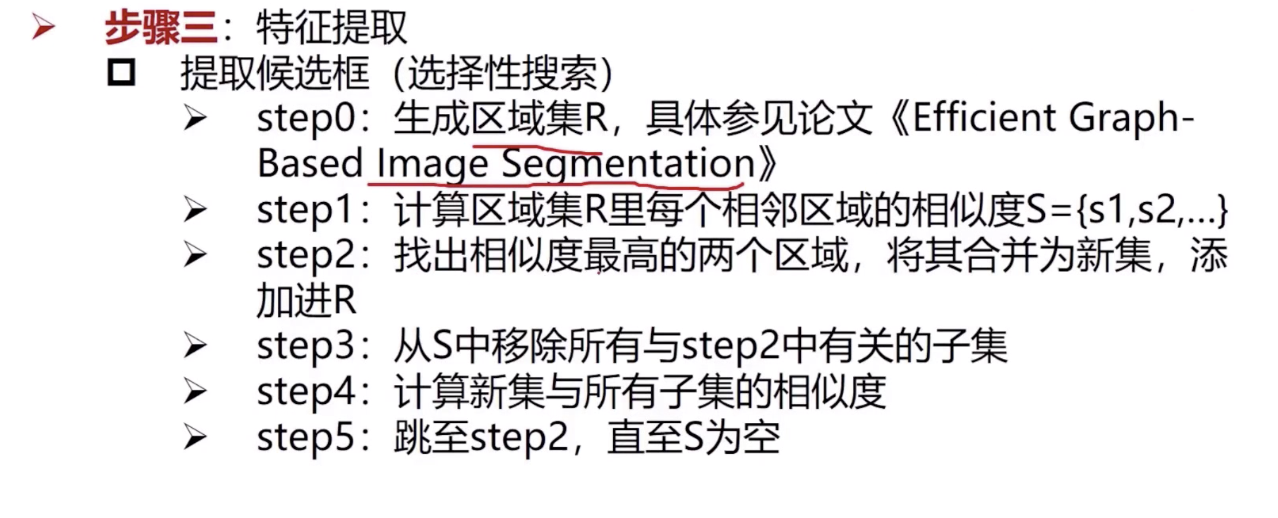 步骤三：特征提取
提取候选框（选择性搜索）
step0：生成区域集R，具体参见论文《Efficient Graph-
Based Image Segmentation》
step1：计算区域集R里每个相邻区域的相似度S={s1,s2,…}
step2：找出相似度最高的两个区域，将其合并为新集，添
加进R
step3：从S中移除所有与step2中有关的子集
step4：计算新集与所有子集的相似度
step5：跳至step2，直至S为空